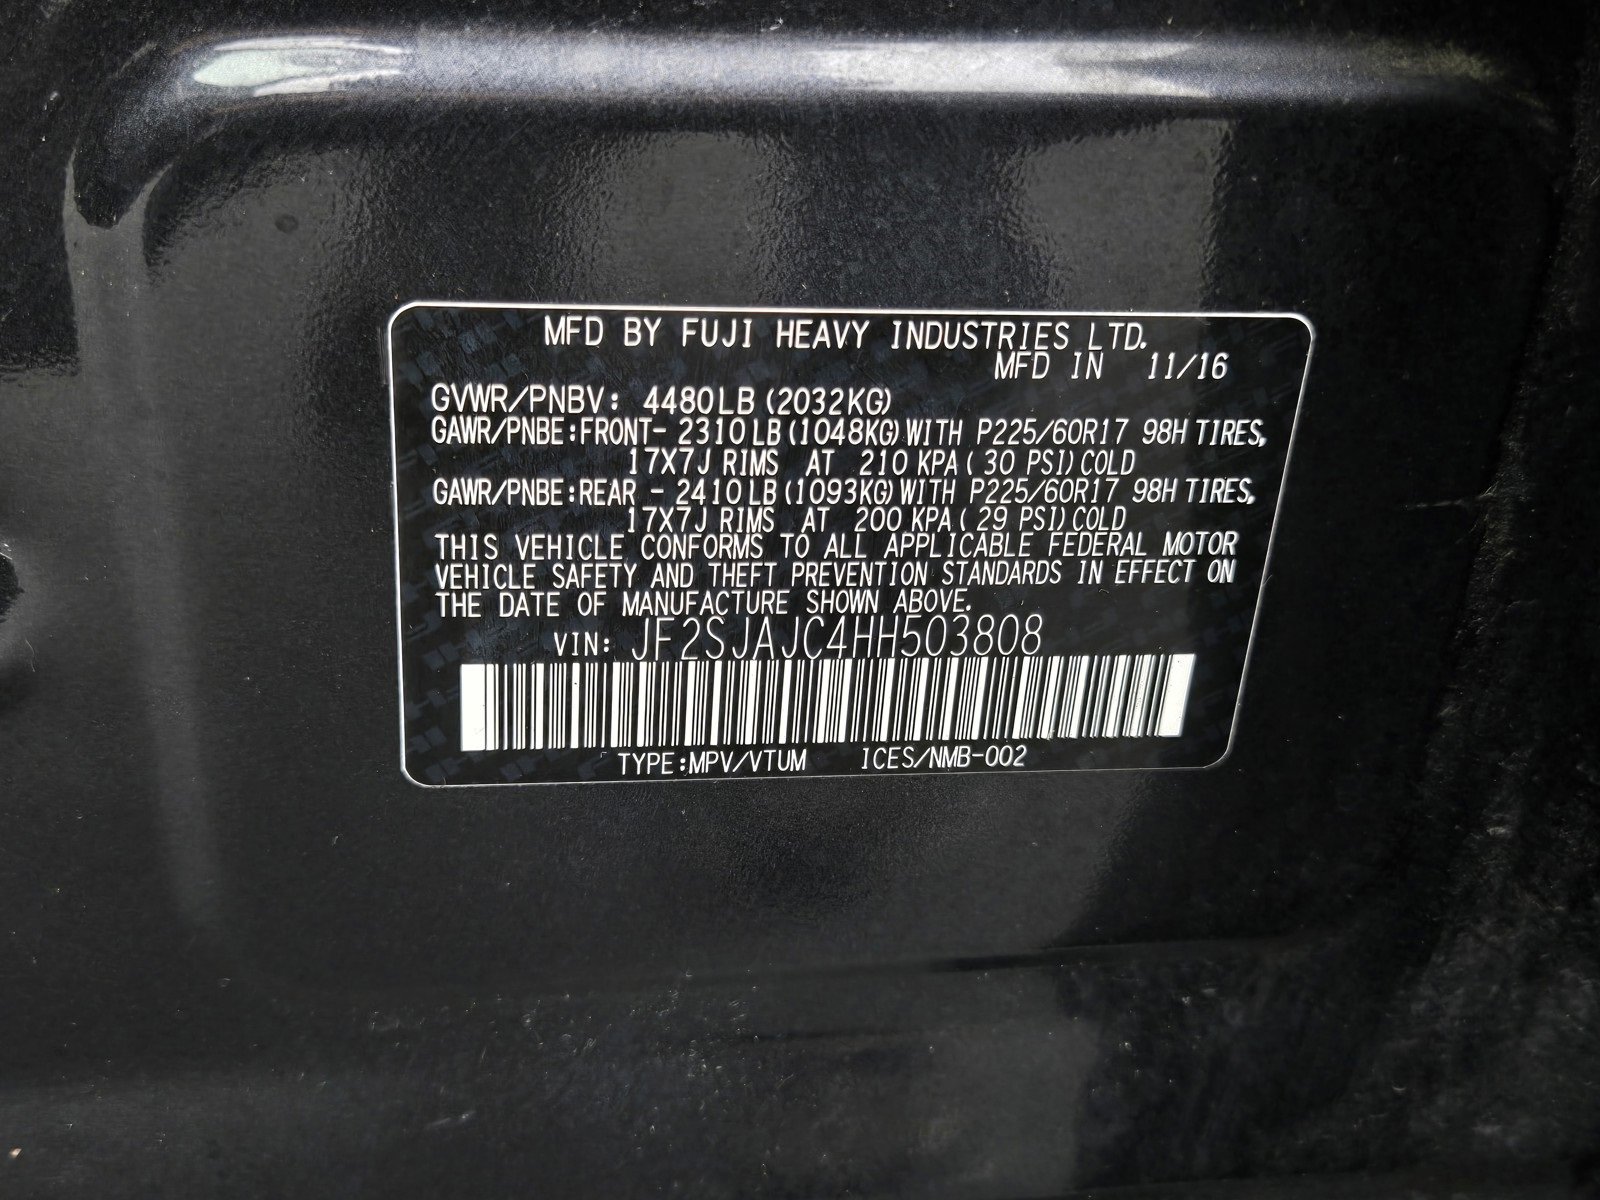 MFD BY FUJI HEAVY INDUSTRIES LTD.
MFD IN 11/16
GVWR/PNBV: 4480LB (2032KG)
GAWR/PNBE:FRONT- 2310LB (1048KG) WITH P225/60R17 98H TIRES,
17X7J RIMS AT 210 KPA ( 30 PSI) COLD
GAWR/PNBE:REAR - 2410LB (1093KG) WITH P225/60R17 98H TIRES,
17X7J RIMS AT 200 KPA ( 29 PSI) COLD
THIS VEHICLE CONFORMS TO ALL APPLICABLE FEDERAL MOTOR
VEHICLE SAFETY AND THEFT PREVENTION STANDARDS IN EFFECT ON
THE DATE OF MANUFACTURE SHOWN ABOVE.
VIN: JF2SJAJC4HH503808
TYPE:MPV/VTUM ICES/NMB-002